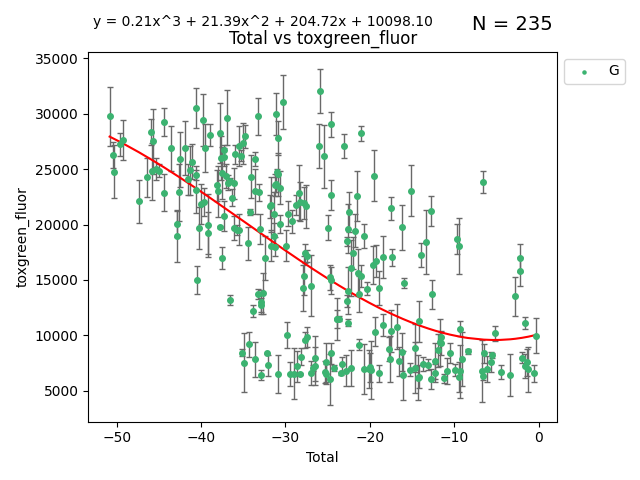 y = 0.21x^3 + 21.39x^2 + 204.72x + 10098.10
N = 235
Total vs toxgreen_fluor
G
35000
30000
25000
20000
15000
10000
5000
toxgreen_fluor
−50 −40 −30 −20 −10 0
Total